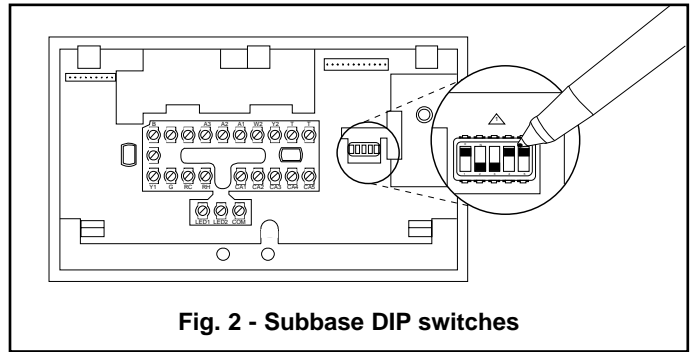 B A3 A2 A1 W2 Y2 T T
Y1 G RC RH CA1 CA2 CA3 CA4 CA5
LED1 LED2 COM
Fig. 2 - Subbase DIP switches